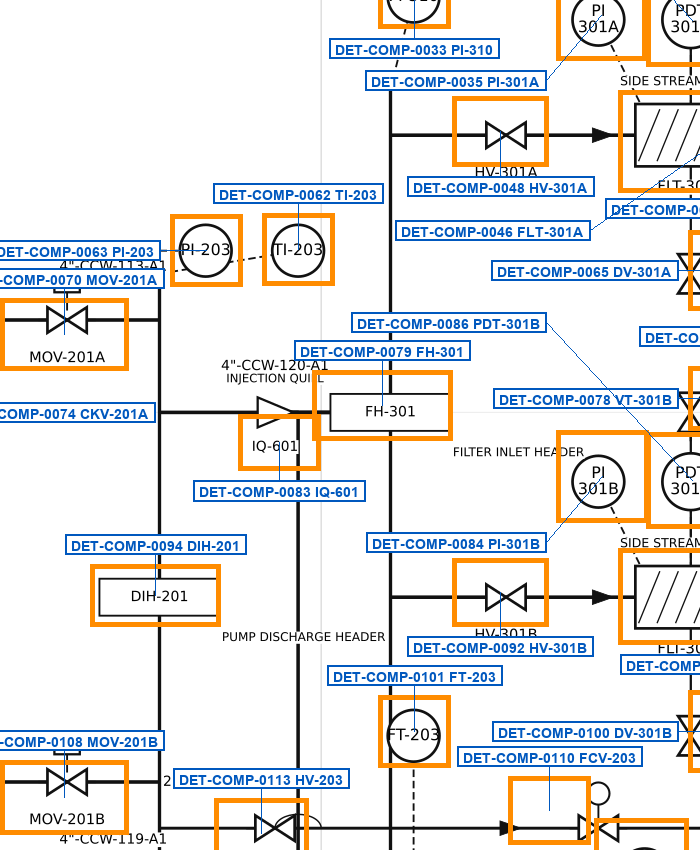 PI
301A
PDT
DET-COMP-0033 PI-310
DET-COMP-0035 PI-301A
SIDE STREAM
HV-301A
DET-COMP-0048 HV-301A
DET-COMP-0062 TI-203
DET-COMP-0046 FLT-301A
PI-203
TI-203
DET-COMP-0063 PI-203
4"-CCW-113-A1
DET-COMP-0065 DV-301A
-COMP-0070 MOV-201A
DET-COMP-0086 PDT-301B
MOV-201A
DET-COMP-0079 FH-301
4"-CCW-120-A1
INJECTION QUILL
DET-COMP-0078 VT-301B
-COMP-0074 CKV-201A
FH-301
IQ-601
FILTER INLET HEADER
PI
301B
PDT
DET-COMP-0083 IQ-601
DET-COMP-0094 DIH-201
DET-COMP-0084 PI-301B
SIDE STREAM
DIH-201
PUMP DISCHARGE HEADER
HV-301B
DET-COMP-0092 HV-301B
DET-COMP-0101 FT-203
FT-203
DET-COMP-0100 DV-301B
-COMP-0108 MOV-201B
DET-COMP-0110 FCV-203
DET-COMP-0113 HV-203
MOV-201B
4"-CCW-119-A1